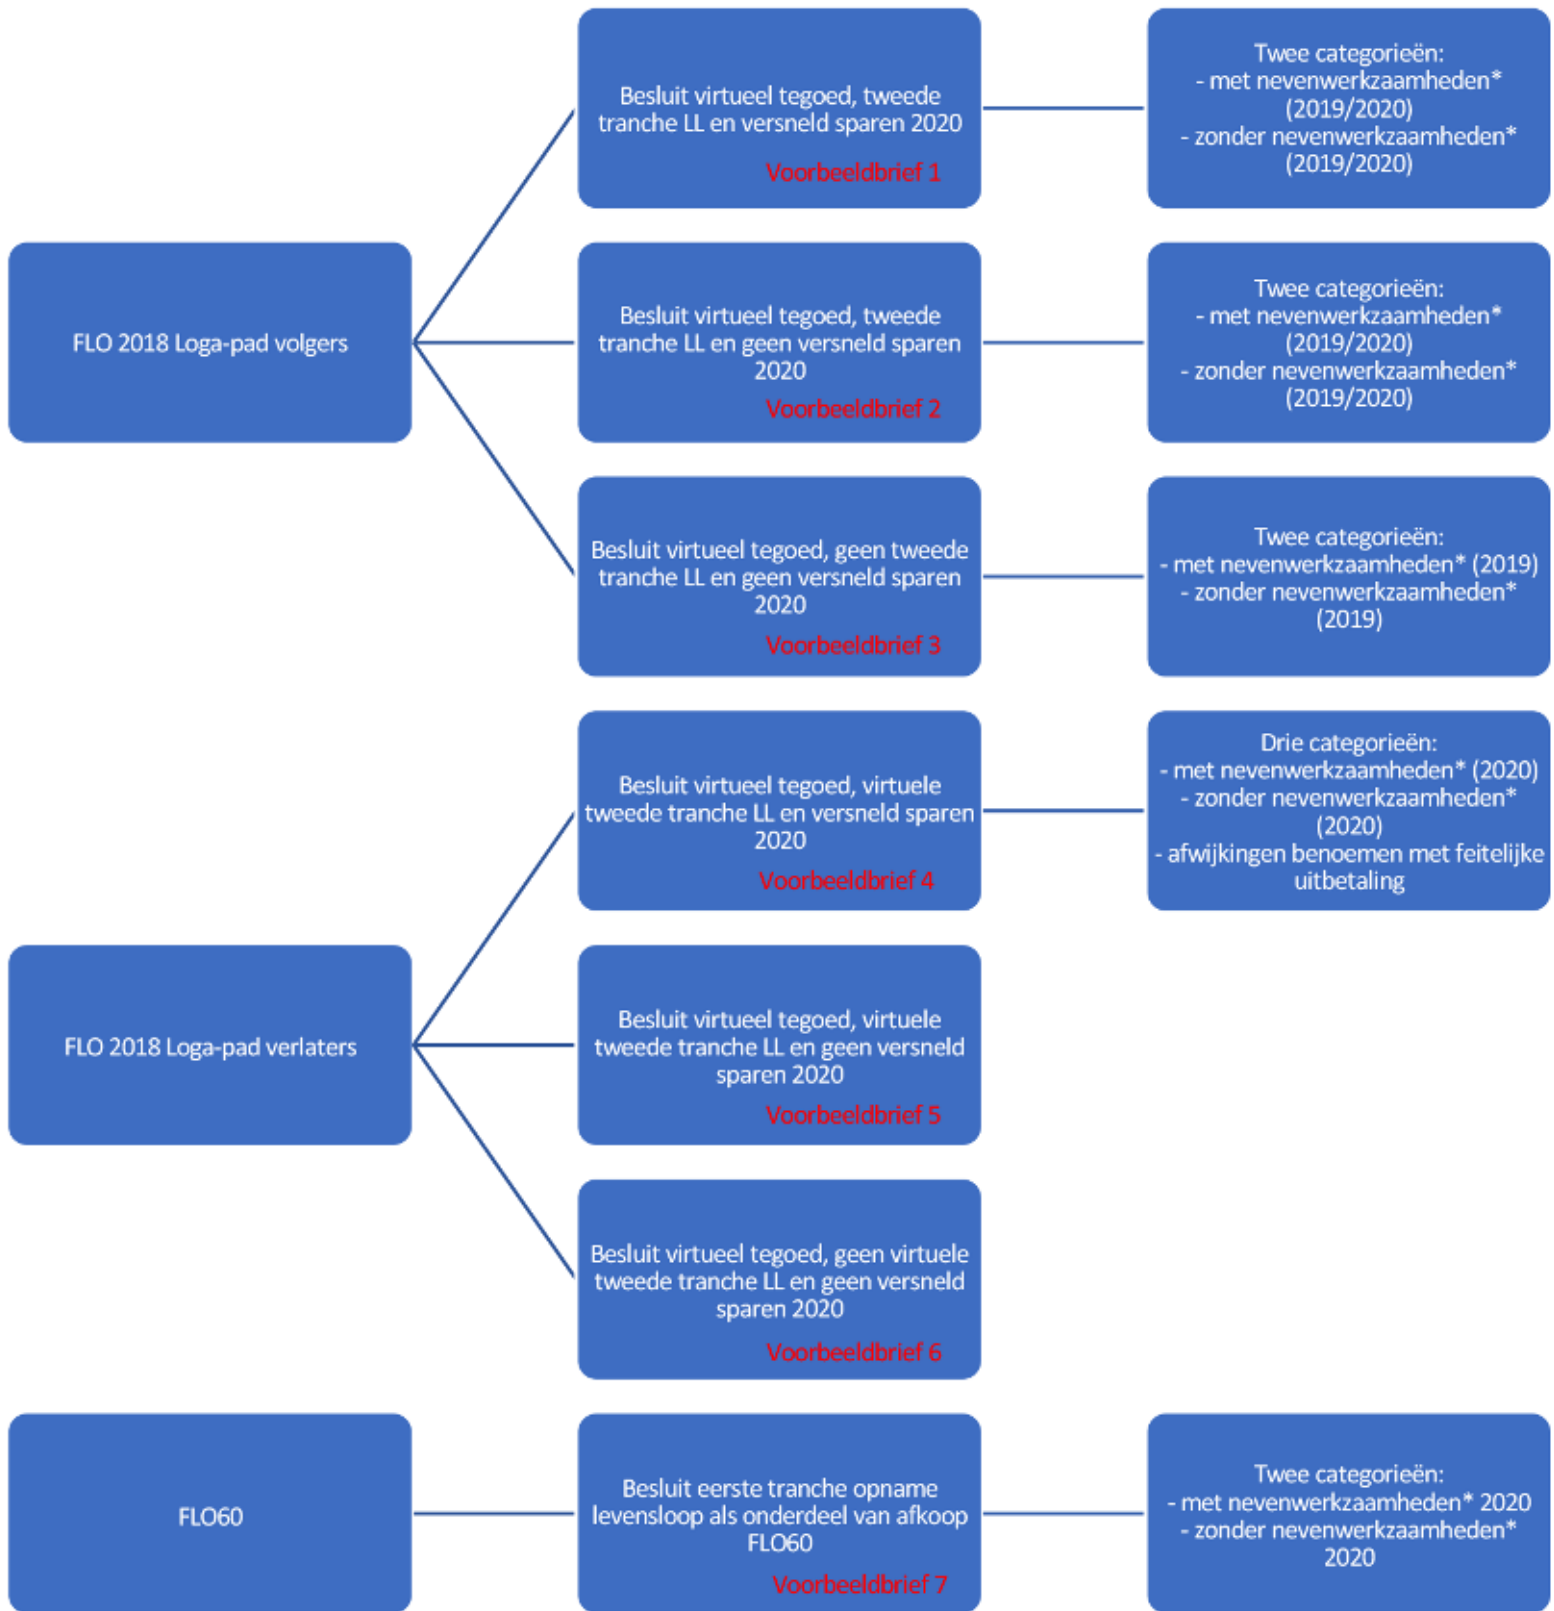 FLO 2018 Loga-pad volgers
Besluit virtueel tegoed, tweede
tranche LL en versneld sparen 2020
Voorbeeldbrief 1
Twee categorieën:
- met nevenwerkzaamheden*
(2019/2020)
- zonder nevenwerkzaamheden*
(2019/2020)
Besluit virtueel tegoed, tweede
tranche LL en geen versneld sparen
2020
Voorbeeldbrief 2
Twee categorieën:
- met nevenwerkzaamheden*
(2019/2020)
- zonder nevenwerkzaamheden*
(2019/2020)
Besluit virtueel tegoed, geen tweede
tranche LL en geen versneld sparen
2020
Voorbeeldbrief 3
Twee categorieën:
- met nevenwerkzaamheden* (2019)
- zonder nevenwerkzaamheden*
(2019)
FLO 2018 Loga-pad verlaters
Besluit virtueel tegoed, virtuele
tweede tranche LL en versneld sparen
2020
Voorbeeldbrief 4
Drie categorieën:
- met nevenwerkzaamheden* (2020)
- zonder nevenwerkzaamheden*
(2020)
- afwijkingen benoemen met feitelijke
uitbetaling
Besluit virtueel tegoed, virtuele
tweede tranche LL en geen versneld
sparen 2020
Voorbeeldbrief 5
Besluit virtueel tegoed, geen virtuele
tweede tranche LL en geen versneld
sparen 2020
Voorbeeldbrief 6
FLO60
Besluit eerste tranche opname
levensloop als onderdeel van afkoop
FLO60
Voorbeeldbrief 7
Twee categorieën:
- met nevenwerkzaamheden* 2020
- zonder nevenwerkzaamheden*
2020